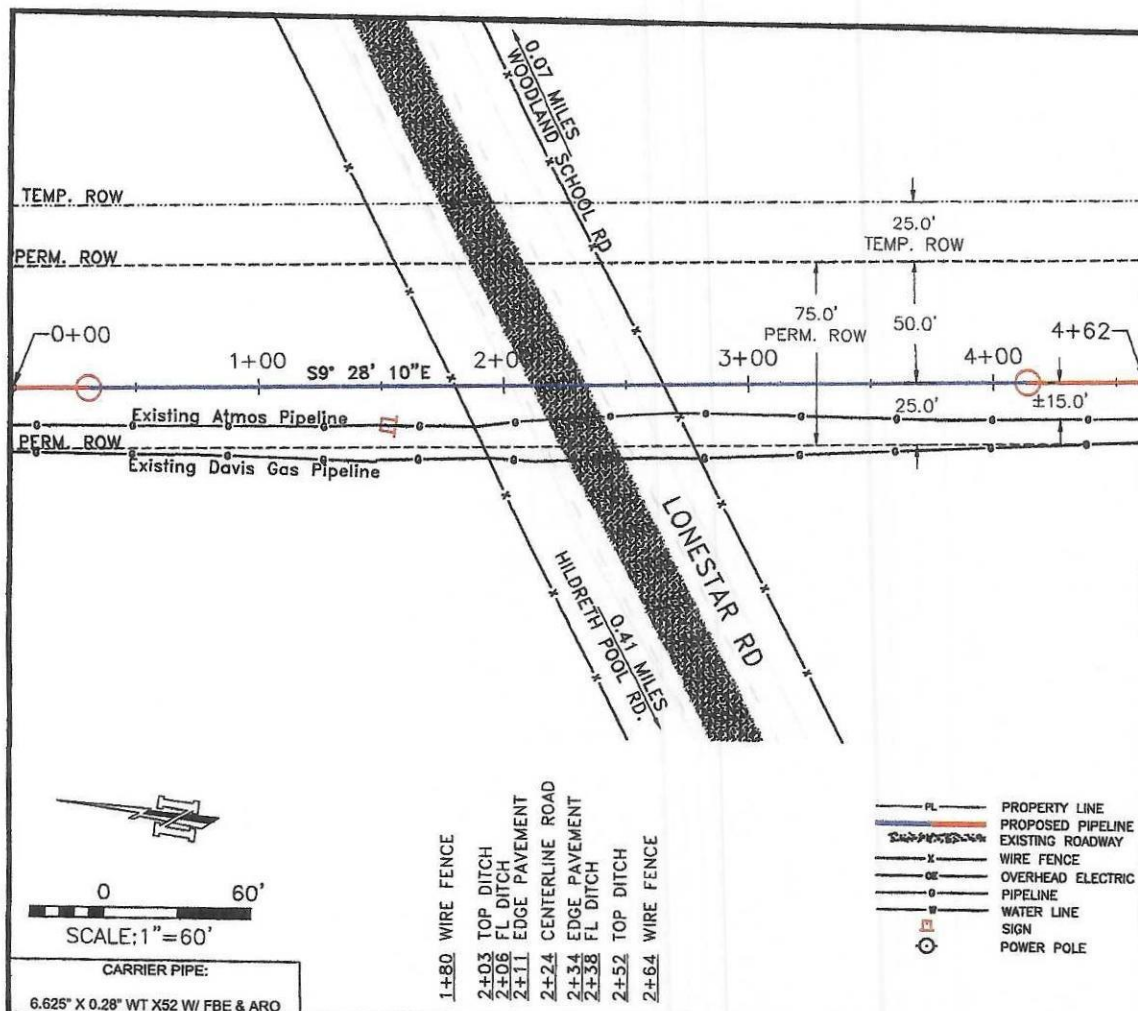 0.07 MILES
WOODLAND SCHOOL RD
TEMP. ROW
25.0'
TEMP. ROW
PERM. ROW
75.0'
PERM. ROW
50.0'
0+00
4+62
1+00
2+0
3+00
4+00
S9° 28' 10"E
25.0'
±15.0'
Existing Atmos Pipeline
PERM. ROW
Existing Davis Gas Pipeline
LONESTAR RD
HILDRETH POOL RD.
0.41 MILES
N
0 60'
SCALE; 1"=60'
CARRIER PIPE:
6.625" X 0.28" WT X52 W/ FBE & ARO
1+80 WIRE FENCE
2+03 TOP DITCH
2+06 FL DITCH
2+11 EDGE PAVEMENT
2+24 CENTERLINE ROAD
2+34 EDGE PAVEMENT
2+38 FL DITCH
2+52 TOP DITCH
2+64 WIRE FENCE
PL PROPERTY LINE
PROPOSED PIPELINE
EXISTING ROADWAY
X WIRE FENCE
OE OVERHEAD ELECTRIC
G PIPELINE
W WATER LINE
SIGN
POWER POLE